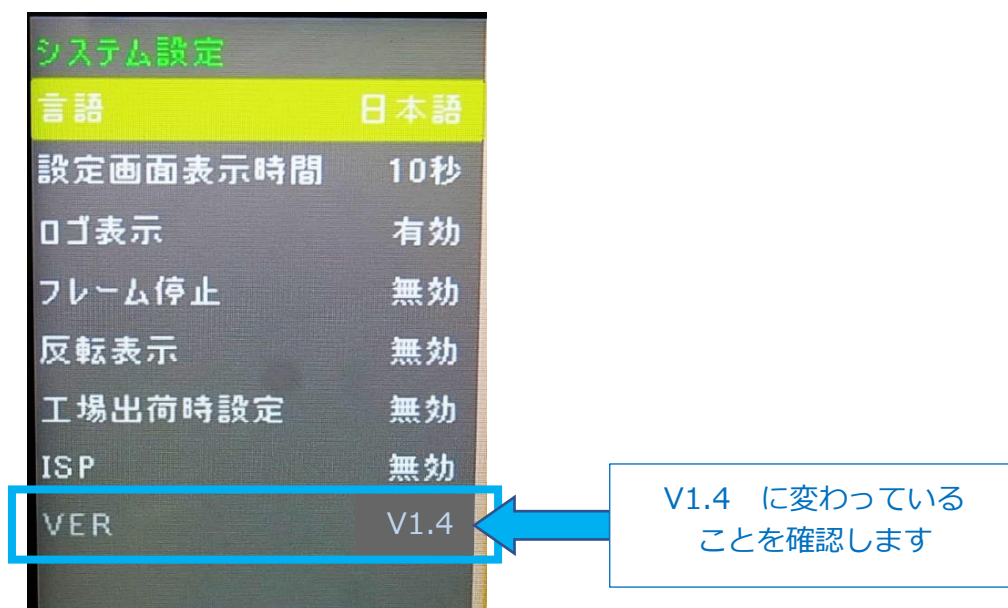 システム設定
言語 日本語
設定画面表示時間 10秒
ロゴ表示 有効
フレーム停止 無効
反転表示 無効
工場出荷時設定 無効
ISP 無効
VER V1.4
V1.4　に変わっている
ことを確認します